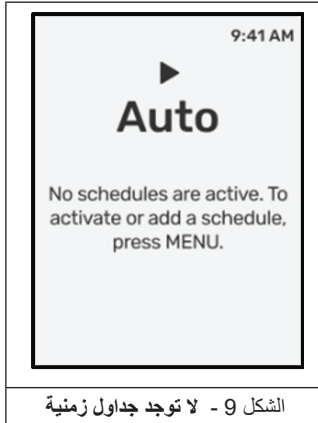 9:41 AM
Auto
No schedules are active. To
activate or add a schedule,
press MENU.
الشكل 9 - لا توجد جداول زمنية